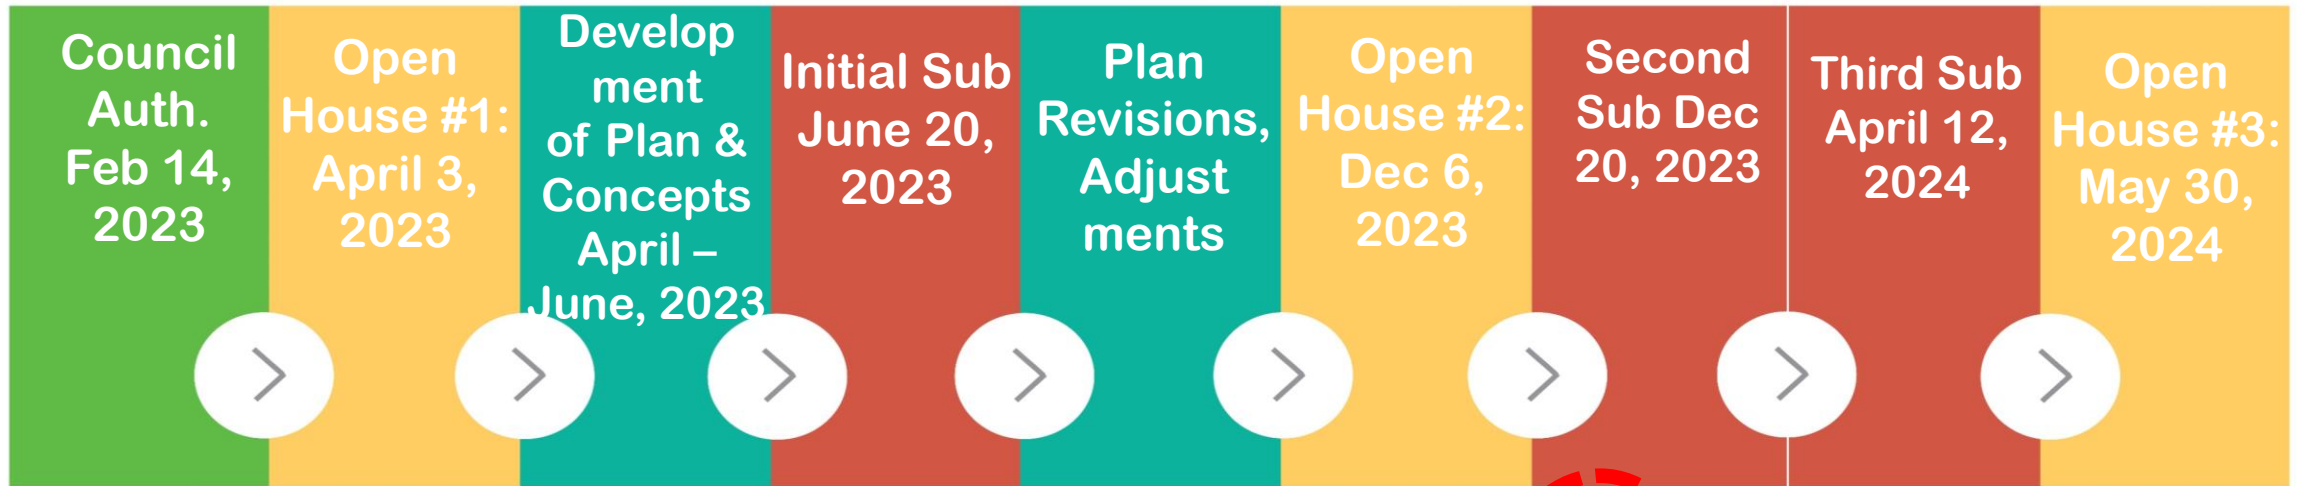 Council
Auth.
Feb 14,
2023
Open
House #1:
April 3,
2023
Develop
ment
of Plan &
Concepts
April –
June, 2023
Initial Sub
June 20,
2023
Plan
Revisions,
Adjust
ments
Open
House #2:
Dec 6,
2023
Second
Sub Dec
20, 2023
Third Sub
April 12,
2024
Open
House #3:
May 30,
2024